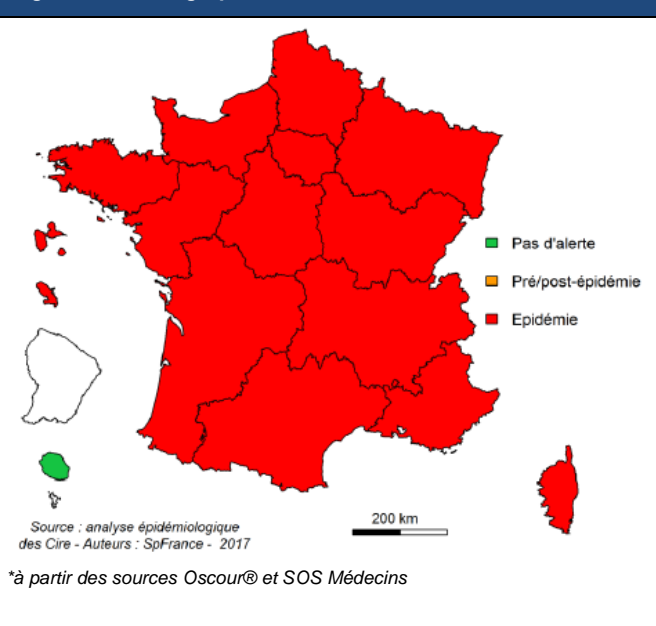 Pas d'alerte
Pré/post-épidémie
Epidémie
200 km
Source : analyse épidémiologique
des Cire - Auteurs : SpFrance - 2017
*à partir des sources Oscour® et SOS Médecins